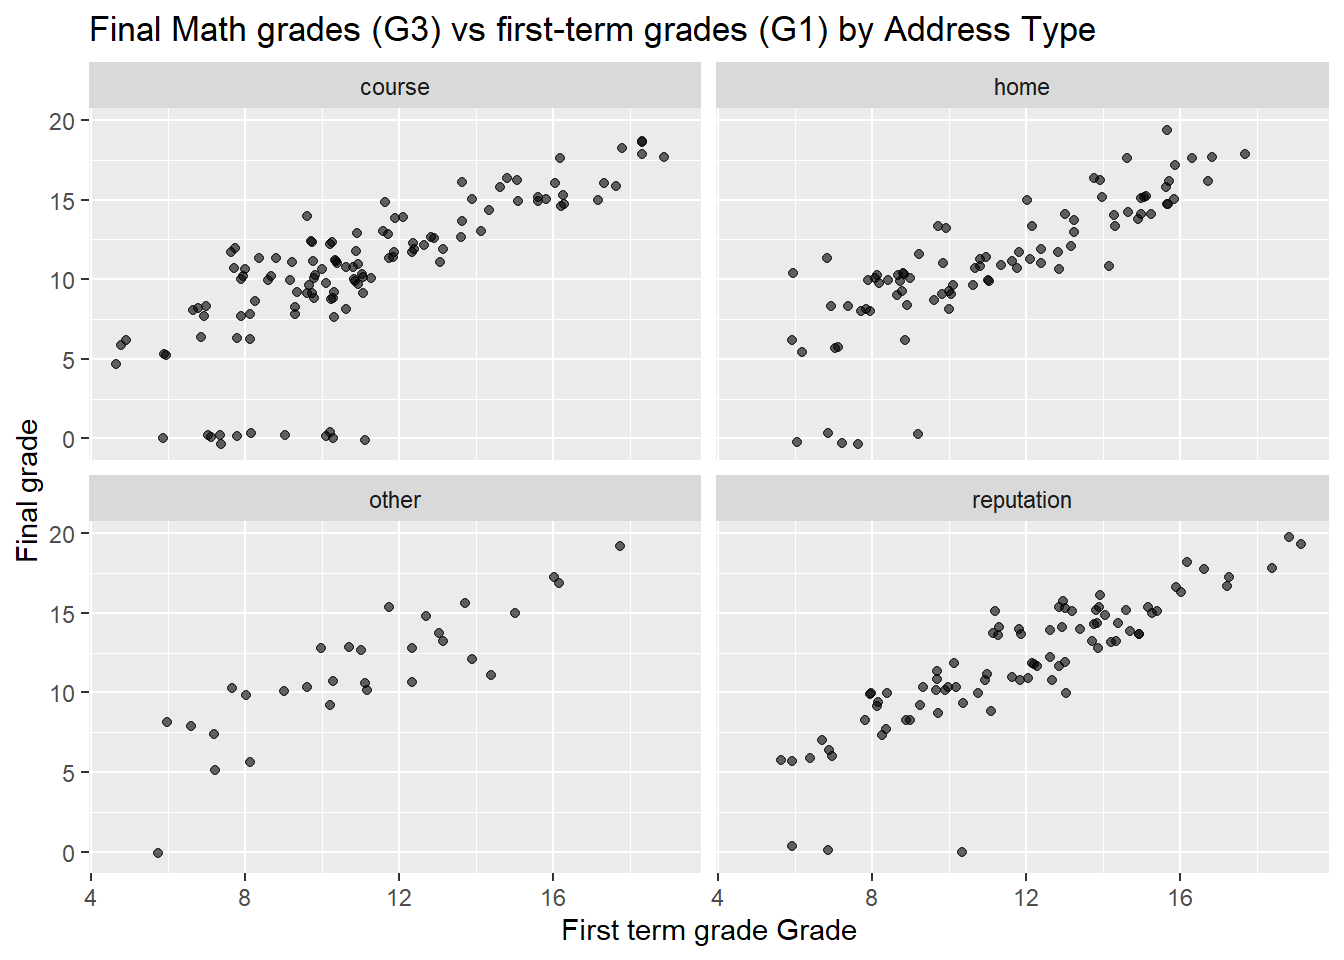 Final Math grades (G3) vs first-term grades (G1) by Address Type
course
home
20
15
10
5
0
other
reputation
20
15
10
5
0
Final grade
4
8
12
16
4
8
12
16
First term grade Grade